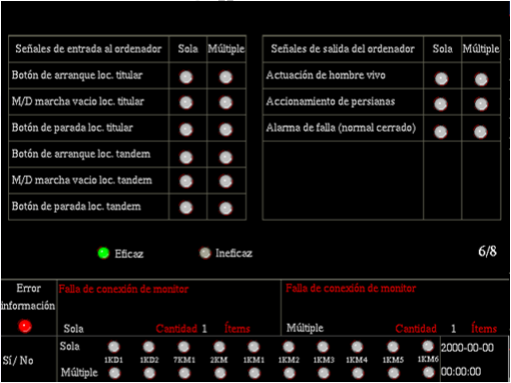 Señales de entrada al ordenador Sola Múltiple Señales de salida del ordenador Sola Múltiple
Botón de arranque loc. titular Actuación de hombre vivo
M/D marcha vacio loc. titular Accionamiento de persianas
Botón de parada loc. titular Alarma de falla (normal cerrado)
Botón de arranque loc. tandem
M/D marcha vacio loc. tandem
Botón de parada loc. tandem
Eficaz Ineficaz 6/8
Error información
Falla de conexión de monitor Falla de conexión de monitor
Sola Cantidad 1 Ítems Múltiple Cantidad 1 Ítems
Sí/ No
Sola 2000-00-00
1KD1 1KD2 7KM1 2KM 1KM1 1KM2 1KM3 1KM4 1KM5 1KM6
Múltiple 00:00:00